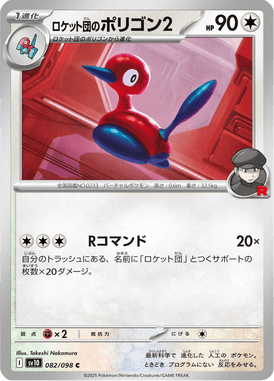 1進化
ロケット団のポリゴン2
HP 90
ロケット団のポリゴンから進化
全国図鑑NO.0233 バーチャルポケモン 高さ:0.6m 重さ:32.5kg
R
Rコマンド 20×
自分のトラッシュにある、名前に「ロケット団」とつくサポートの
枚数×20ダメージ。
弱点 ×2 抵抗力 にげる
Illus. Takeshi Nakamura
I SV10 082/098 C
最新科学で 進化した 人工の ポケモン。
ときどき プログラムに ない 反応をみせる。
©2025 Pokémon/Nintendo/Creatures/GAME FREAK.